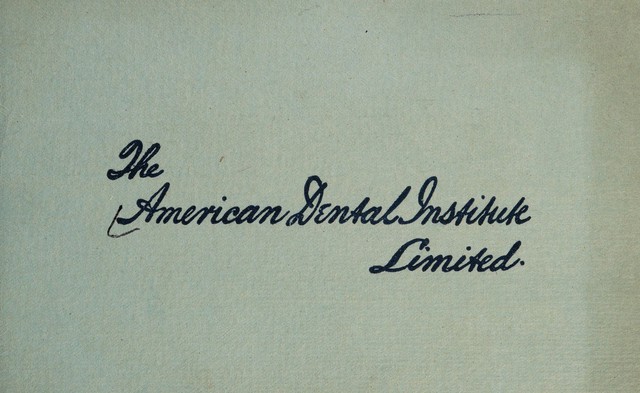 The
American Dental Institute
Limited.